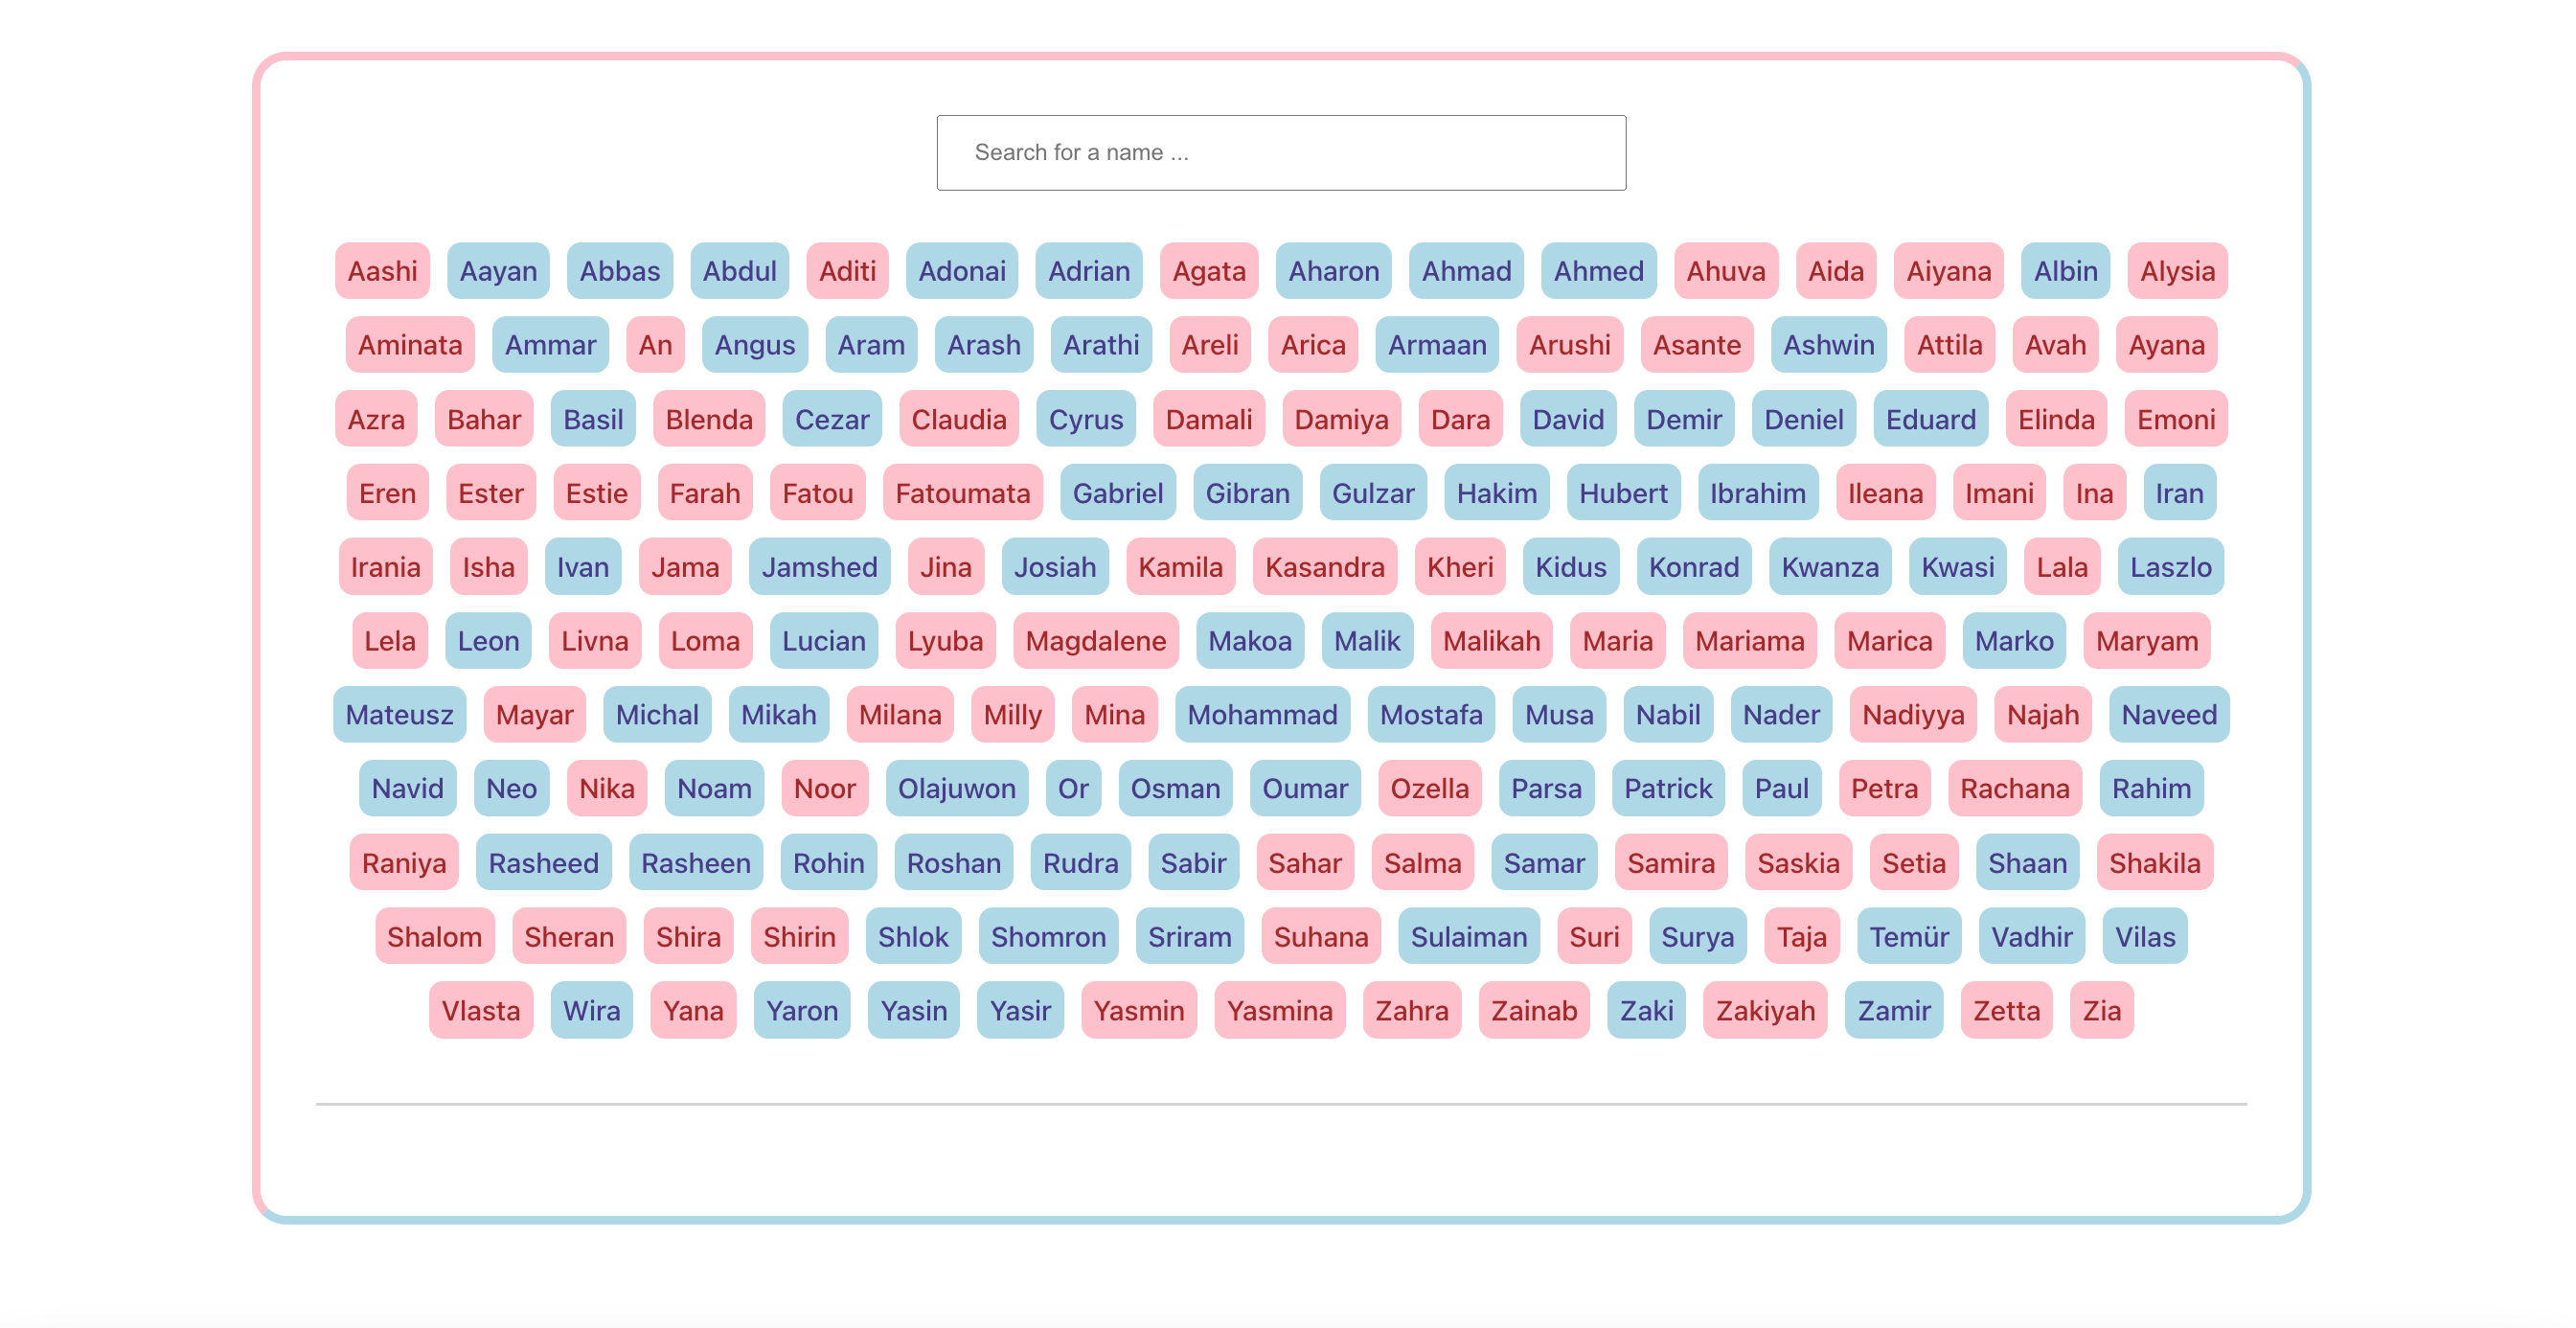 Search for a name ...
Aashi Aayan Abbas Abdul Aditi Adonai Adrian Agata Aharon Ahmad Ahmed Ahuva Aida Aiyana Albin Alysia
Aminata Ammar An Angus Aram Arash Arathi Areli Arica Armaan Arushi Asante Ashwin Attila Avah Ayana
Azra Bahar Basil Blenda Cezar Claudia Cyrus Damali Damiya Dara David Demir Deniel Eduard Elinda Emoni
Eren Ester Estie Farah Fatou Fatoumata Gabriel Gibran Gulzar Hakim Hubert Ibrahim Ileana Imani Ina Iran
Irania Isha Ivan Jama Jamshed Jina Josiah Kamila Kasandra Kheri Kidus Konrad Kwanza Kwasi Lala Laszlo
Lela Leon Livna Loma Lucian Lyuba Magdalene Makoa Malik Malikah Maria Mariama Marica Marko Maryam
Mateusz Mayar Michal Mikah Milana Milly Mina Mohammad Mostafa Musa Nabil Nader Nadiyya Najah Naveed
Navid Neo Nika Noam Noor Olajuwon Or Osman Oumar Ozella Parsa Patrick Paul Petra Rachana Rahim
Raniya Rasheed Rasheen Rohin Roshan Rudra Sabir Sahar Salma Samar Samira Saskia Setia Shaan Shakila
Shalom Sheran Shira Shirin Shlok Shomron Sriram Suhana Sulaiman Suri Surya Taja Temür Vadhir Vilas
Vlasta Wira Yana Yaron Yasin Yasir Yasmin Yasmina Zahra Zainab Zaki Zakiyah Zamir Zetta Zia